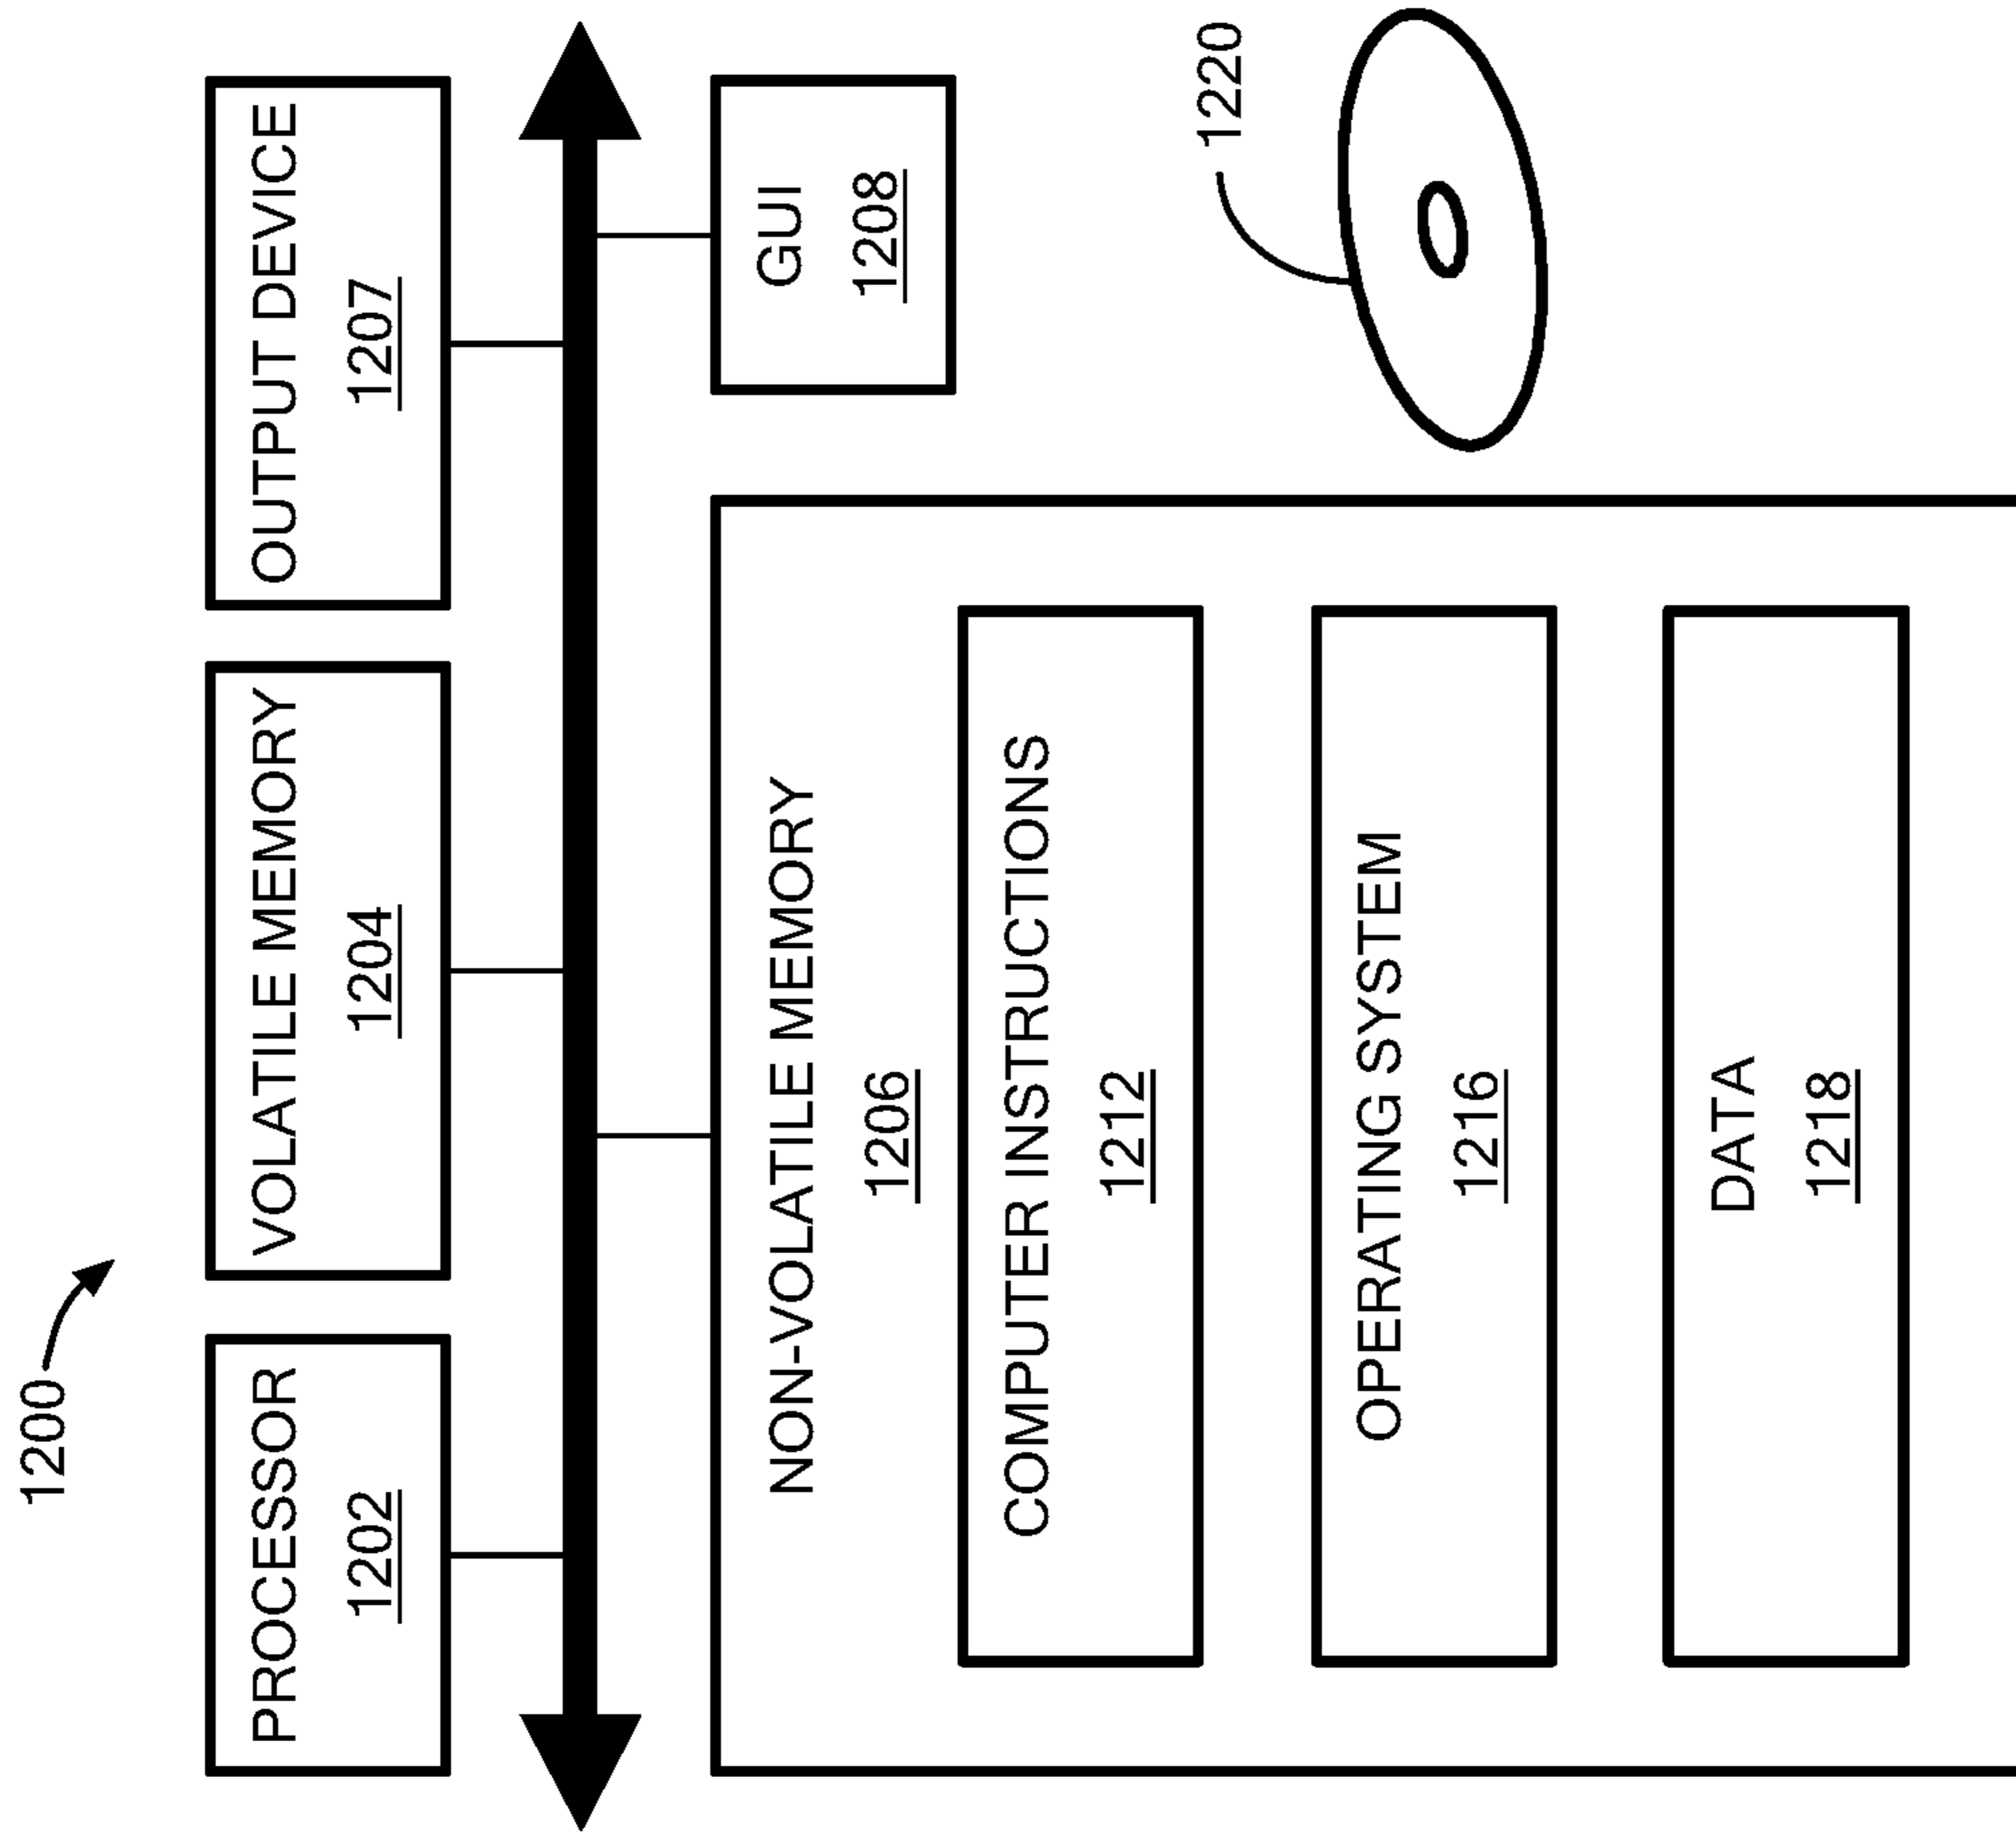 1200
PROCESSOR
1202
VOLATILE MEMORY
1204
OUTPUT DEVICE
1207
NON-VOLATILE MEMORY
1206
COMPUTER INSTRUCTIONS
1212
OPERATING SYSTEM
1216
DATA
1218
GUI
1208
1220